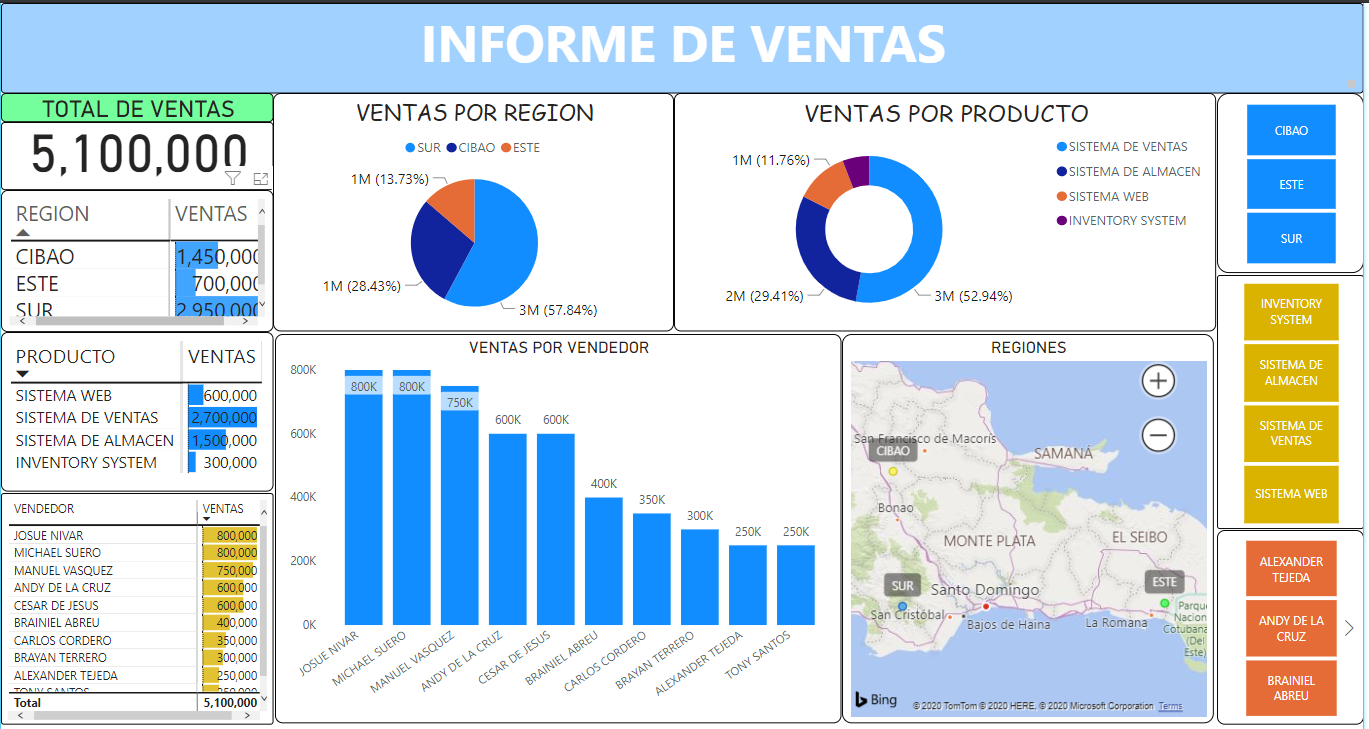 INFORME DE VENTAS
TOTAL DE VENTAS
5,100,000
REGION VENTAS
CIBAO 1,450,000
ESTE 700,000
SUR 2,950,000
PRODUCTO VENTAS
SISTEMA WEB 600,000
SISTEMA DE VENTAS 2,700,000
SISTEMA DE ALMACEN 1,500,000
INVENTORY SYSTEM 300,000
VENDEDOR VENTAS
JOSUE NIVAR 800,000
MICHAEL SUERO 800,000
MANUEL VASQUEZ 750,000
ANDY DE LA CRUZ 600,000
CESAR DE JESUS 600,000
BRAINIEL ABREU 400,000
CARLOS CORDERO 350,000
BRAYAN TERRERO 300,000
ALEXANDER TEJEDA 250,000
TONY SANTOS 250,000
Total 5,100,000
VENTAS POR REGION
SUR CIBAO ESTE
1M (13.73%)
1M (28.43%)
3M (57.84%)
VENTAS POR PRODUCTO
SISTEMA DE VENTAS
SISTEMA DE ALMACEN
SISTEMA WEB
INVENTORY SYSTEM
1M (11.76%)
2M (29.41%)
3M (52.94%)
VENTAS POR VENDEDOR
800K
600K
400K
200K
0K
800K 800K 750K 600K 600K 400K 350K 300K 250K 250K
JOSUE NIVAR
MICHAEL SUERO
MANUEL VASQUEZ
ANDY DE LA CRUZ
CESAR DE JESUS
BRAINIEL ABREU
CARLOS CORDERO
BRAYAN TERRERO
ALEXANDER TEJEDA
TONY SANTOS
REGIONES
San Francisco de Macorís
CIBAO
SAMANÁ
Bonao
MONTE PLATA
EL SEIBO
SUR
Santo Domingo
ESTE
San Cristóbal
Bajos de Haina
La Romana
Parque
Nacion
Cotubana
(Del
Este)
Bing
© 2020 TomTom © 2020 HERE, © 2020 Microsoft Corporation Terms
CIBAO
ESTE
SUR
INVENTORY
SYSTEM
SISTEMA DE
ALMACEN
SISTEMA DE
VENTAS
SISTEMA WEB
ALEXANDER
TEJEDA
ANDY DE LA
CRUZ
BRAINIEL
ABREU